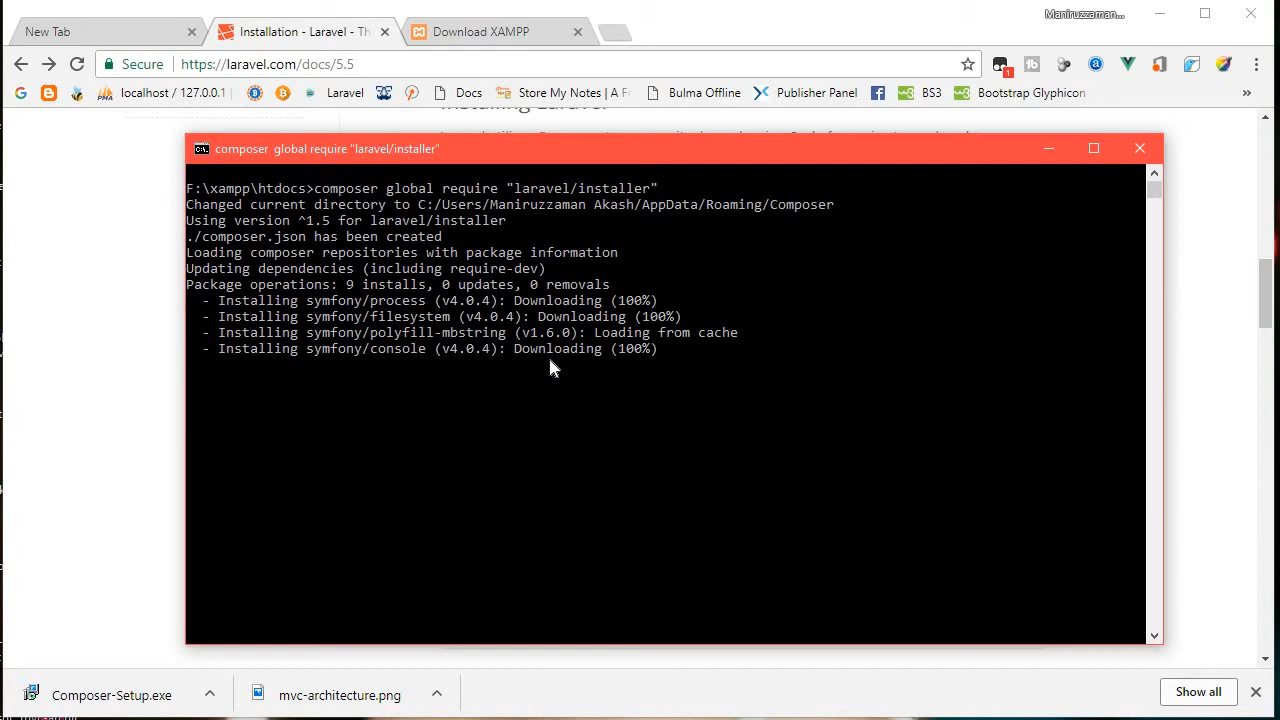 Maniruzzaman...
New Tab
Installation - Laravel - Th
Download XAMPP
Secure
https://laravel.com/docs/5.5
1
localhost / 127.0.0.1
Laravel
Docs
Store My Notes | A F
Bulma Offline
Publisher Panel
BS3
Bootstrap Glyphicon
»
Installing Laravel
composer global require "laravel/installer"
F:\xampp\htdocs>composer global require "laravel/installer"
Changed current directory to C:/Users/Maniruzzaman Akash/AppData/Roaming/Composer
Using version ^1.5 for laravel/installer
./composer.json has been created
Loading composer repositories with package information
Updating dependencies (including require-dev)
Package operations: 9 installs, 0 updates, 0 removals
- Installing symfony/process (v4.0.4): Downloading (100%)
- Installing symfony/filesystem (v4.0.4): Downloading (100%)
- Installing symfony/polyfill-mbstring (v1.6.0): Loading from cache
- Installing symfony/console (v4.0.4): Downloading (100%)
Composer-Setup.exe
mvc-architecture.png
Show all